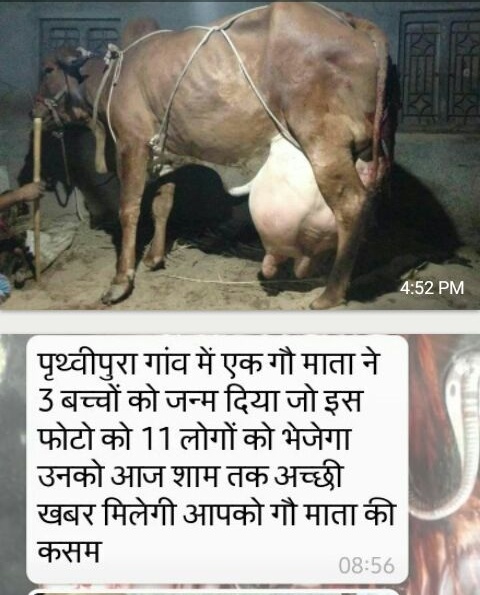 4:52 PM
पृथ्वीपुरा गांव में एक गौ माता ने
3 बच्चों को जन्म दिया जो इस
फोटो को 11 लोगों को भेजेगा
उनको आज शाम तक अच्छी
खबर मिलेगी आपको गौ माता की
कसम
08:56